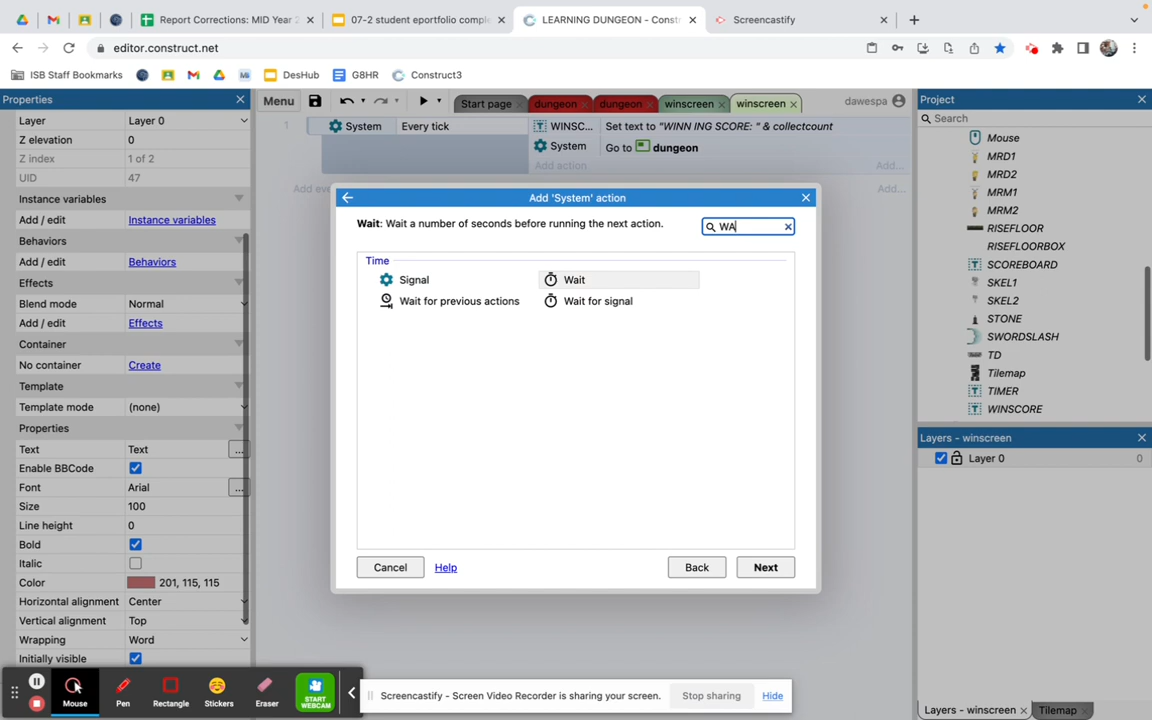 Report Corrections: MID Year 2
07-2 student eportfolio comple
LEARNING DUNGEON - Constr
Screencastify
editor.construct.net
ISB Staff Bookmarks
DesHub
G8HR
Construct3
Properties
Menu
Start page
dungeon
dungeon
winscreen
winscreen
dawespa
Project
Layer
Layer 0
Z elevation
0
Z index
1 of 2
UID
47
Instance variables
Add / edit
Instance variables
Behaviors
Add / edit
Behaviors
Effects
Blend mode
Normal
Add / edit
Effects
Container
No container
Create
Template
Template mode
(none)
Properties
Text
Text
...
Enable BBCode
Font
Arial
...
Size
100
Line height
0
Bold
Italic
Color
201, 115, 115
Horizontal alignment
Center
Vertical alignment
Top
Wrapping
Word
Initially visible
1
System
Every tick
WINSC...
Set text to "WINN ING SCORE: " & collectcount
System
Go to dungeon
Add action
Add...
Add eve
Add...
Add 'System' action
Wait: Wait a number of seconds before running the next action.
WA
Time
Signal
Wait
Wait for previous actions
Wait for signal
Cancel
Help
Back
Next
Search
Mouse
MRD1
MRD2
MRM1
MRM2
RISEFLOOR
RISEFLOORBOX
SCOREBOARD
SKEL1
SKEL2
STONE
SWORDSLASH
TD
Tilemap
TIMER
WINSCORE
Layers - winscreen
Layer 0
0
Layers - winscreen
Tilemap
Mouse
Pen
Rectangle
Stickers
Eraser
START WEBCAM
Screencastify - Screen Video Recorder is sharing your screen.
Stop sharing
Hide